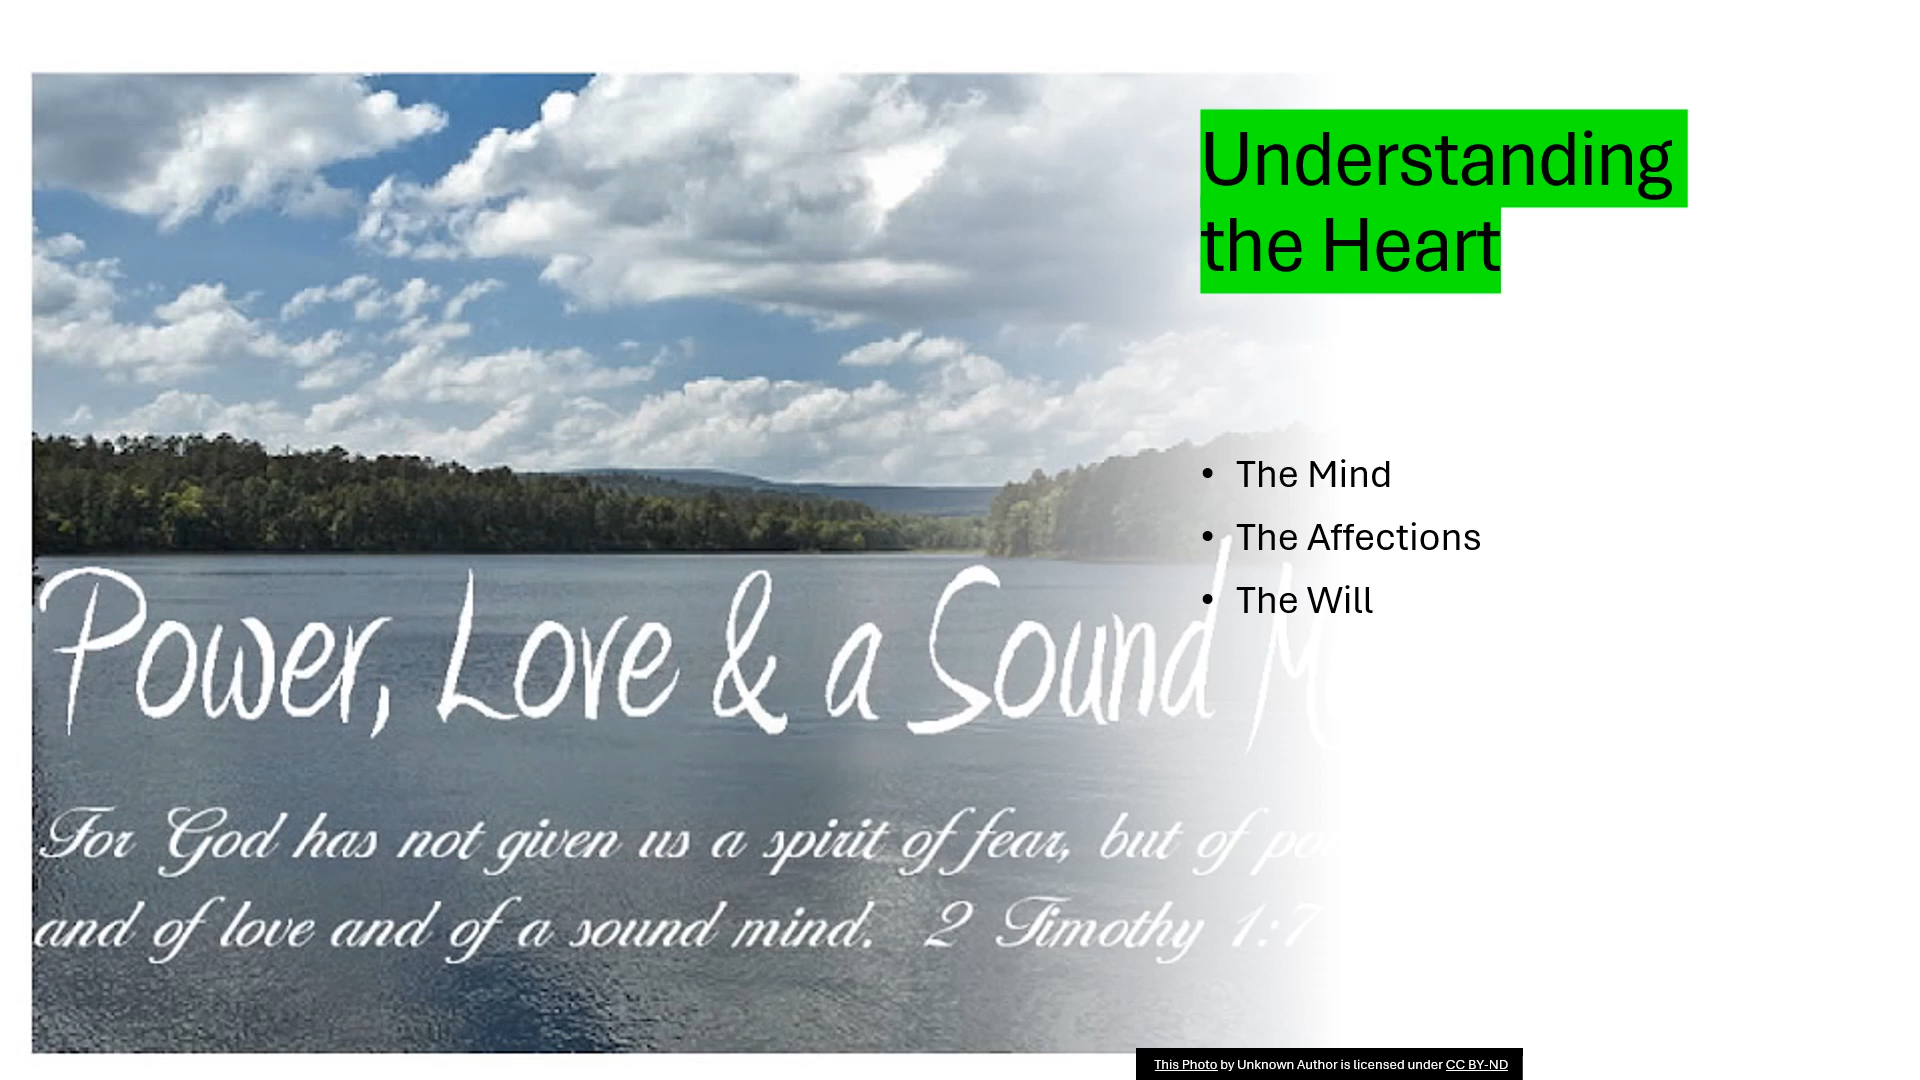 Understanding
the Heart
• The Mind
• The Affections
• The Will
Power, Love & a Sound
For God has not given us a spirit of fear, but of
and of love and of a sound mind. 2 Timothy 1:7
This Photo by Unknown Author is licensed under CC BY-ND